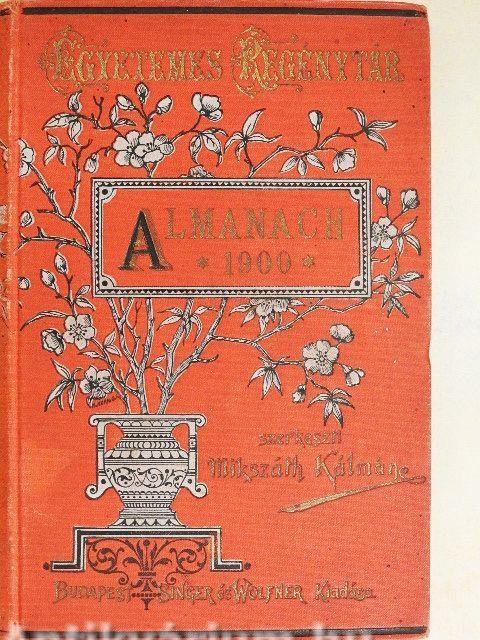 EGYETEMES REGÉNYTÁR
ALMANACH
* 1900 *
szerkeszti
Mikszáth Kálmán
BUDAPEST SINGER és WOLFNER Kiadása